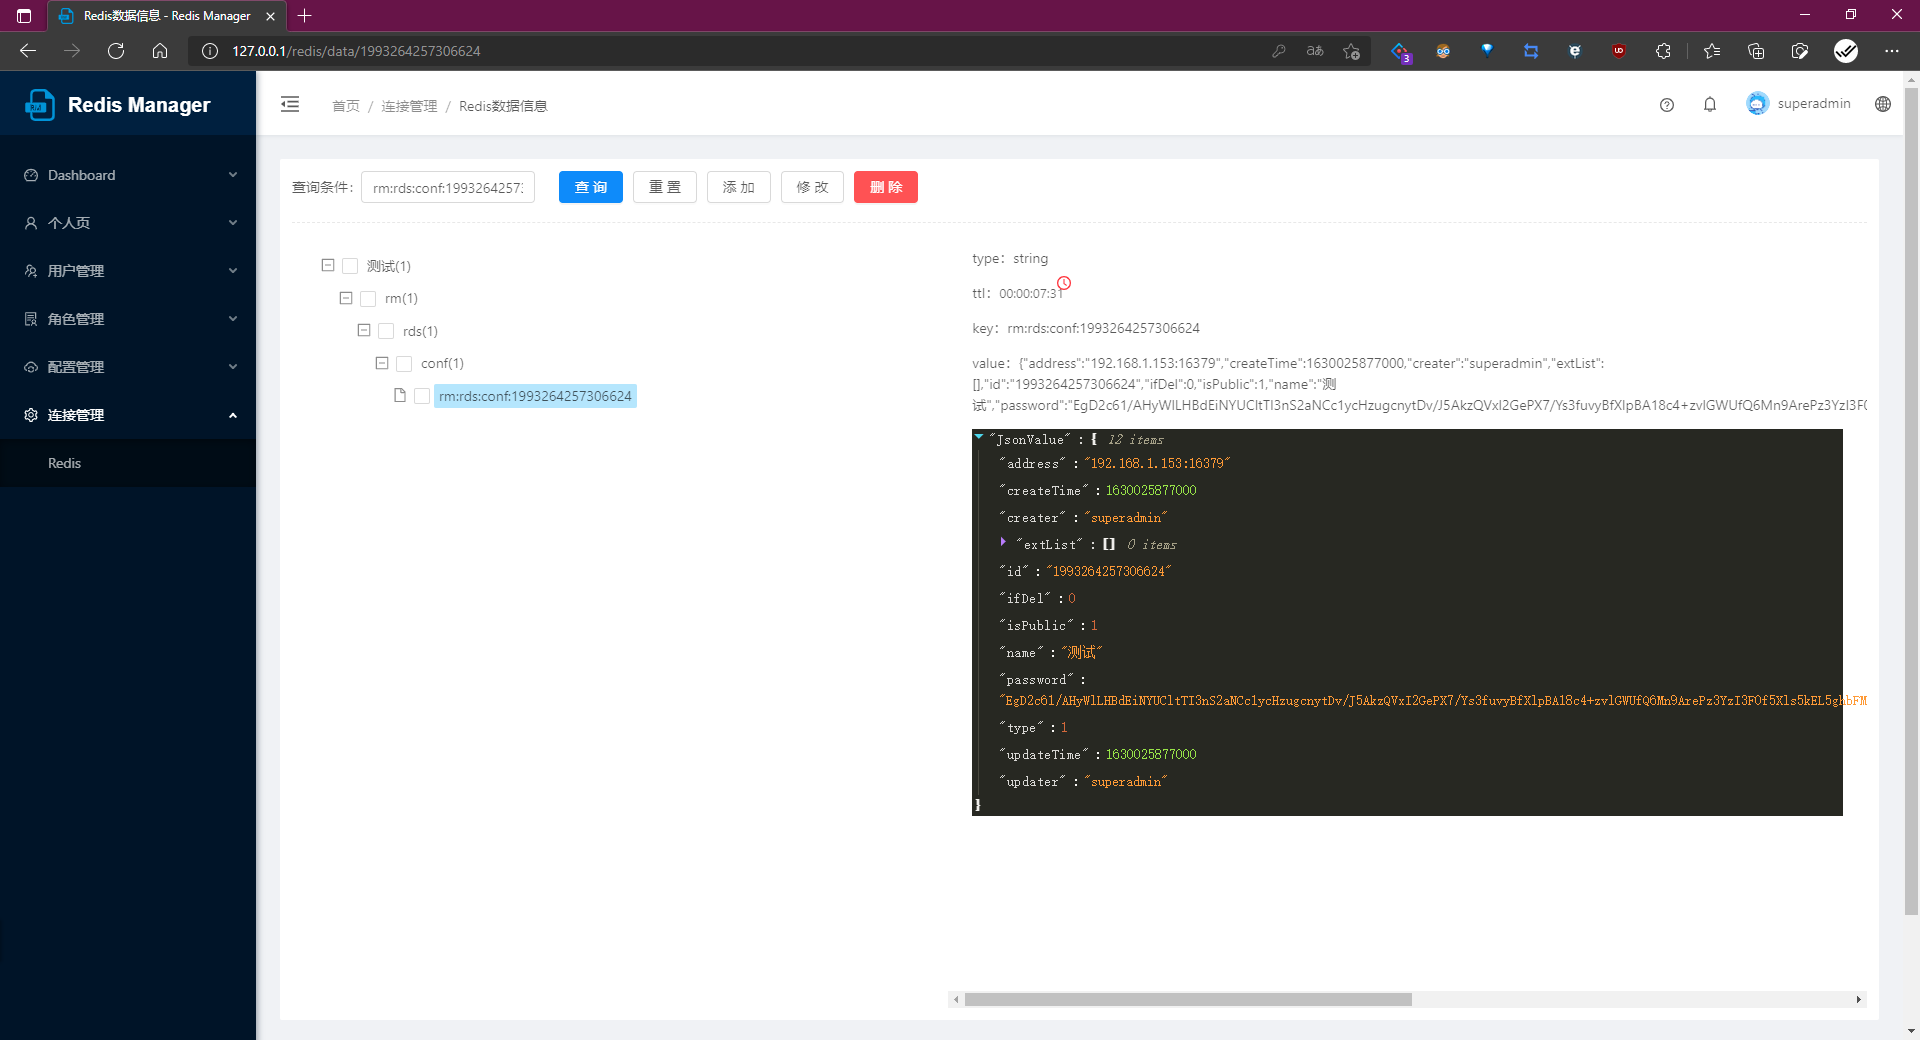 Redis数据信息 - Redis Manager
127.0.0.1/redis/data/1993264257306624
aあ
3
Redis Manager
首页 / 连接管理 / Redis数据信息
superadmin
Dashboard
个人页
用户管理
角色管理
配置管理
连接管理
Redis
查询条件: rm:rds:conf:19932642573 查 询 重 置 添 加 修 改 删 除
测试(1)
rm(1)
rds(1)
conf(1)
rm:rds:conf:1993264257306624
type: string
ttl: 00:00:07:31
key: rm:rds:conf:1993264257306624
value: {"address":"192.168.1.153:16379","createTime":1630025877000,"creater":"superadmin","extList":
[],"id":"1993264257306624","ifDel":0,"isPublic":1,"name":"测
试","password":"EgD2c61/AHyWlLHBdEiNYUCltTI3nS2aNCc1ycHzugcnytDv/J5AkzQVxI2GePX7/Ys3fuvyBfXlpBA18c4+zvlGWUfQ6Mn9ArePz3YzI3FO
"JsonValue" : { 12 items
"address" : "192.168.1.153:16379"
"createTime" : 1630025877000
"creater" : "superadmin"
"extList" : [] 0 items
"id" : "1993264257306624"
"ifDel" : 0
"isPublic" : 1
"name" : "测试"
"password" :
"EgD2c61/AHyWlLHBdEiNYUCltTI3nS2aNCc1ycHzugcnytDv/J5AkzQVxI2GePX7/Ys3fuvyBfXlpBA18c4+zvlGWUfQ6Mn9ArePz3YzI3FOf5Xls5kEL5ghbFM
"type" : 1
"updateTime" : 1630025877000
"updater" : "superadmin"
}